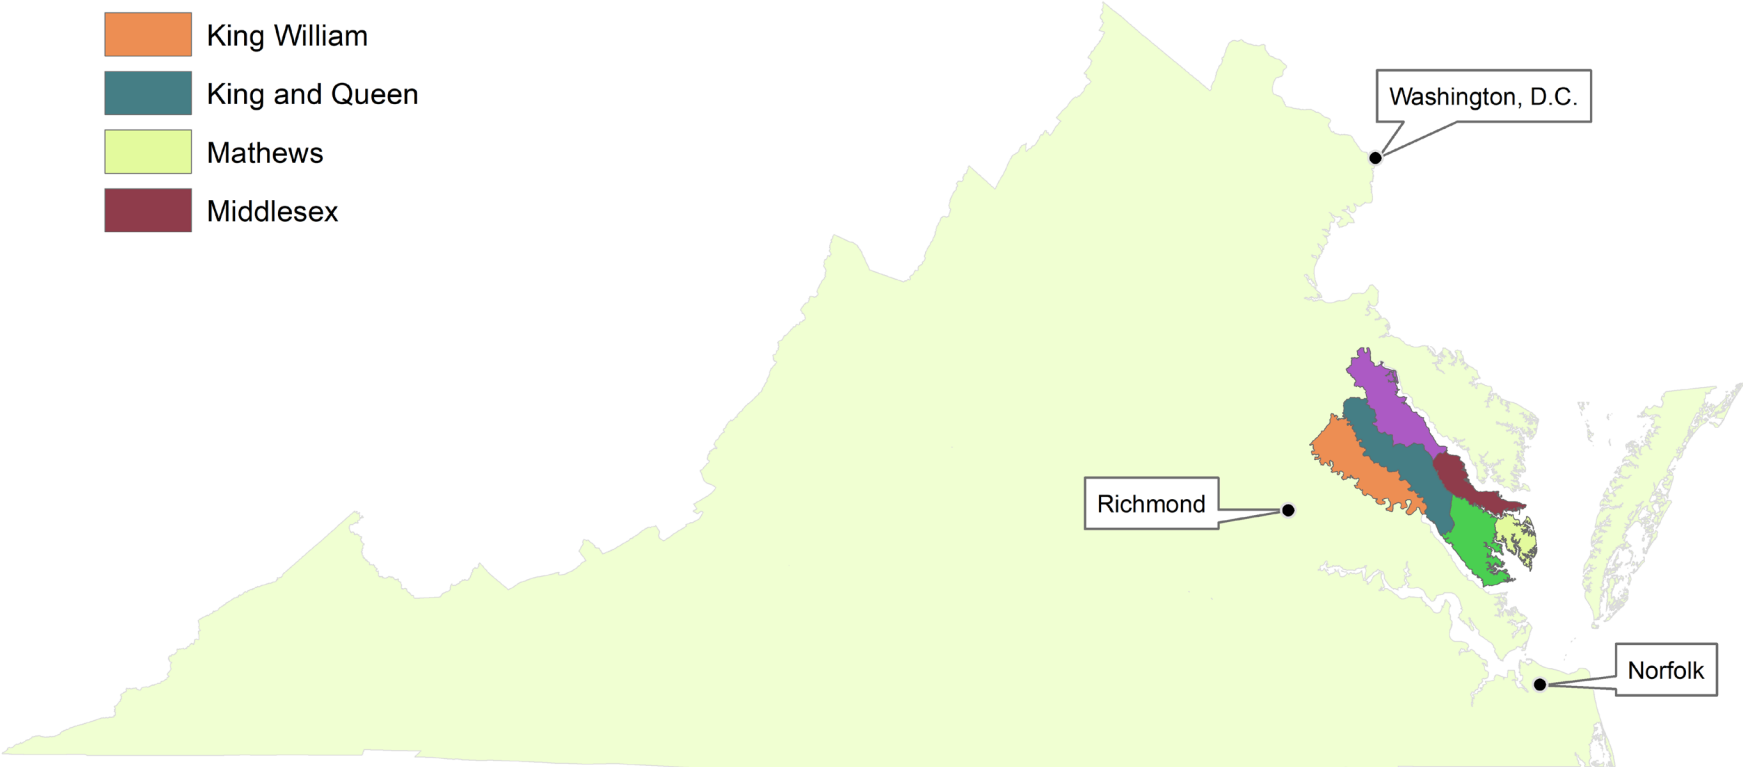 King William
King and Queen
Mathews
Middlesex
Washington, D.C.
Richmond
Norfolk